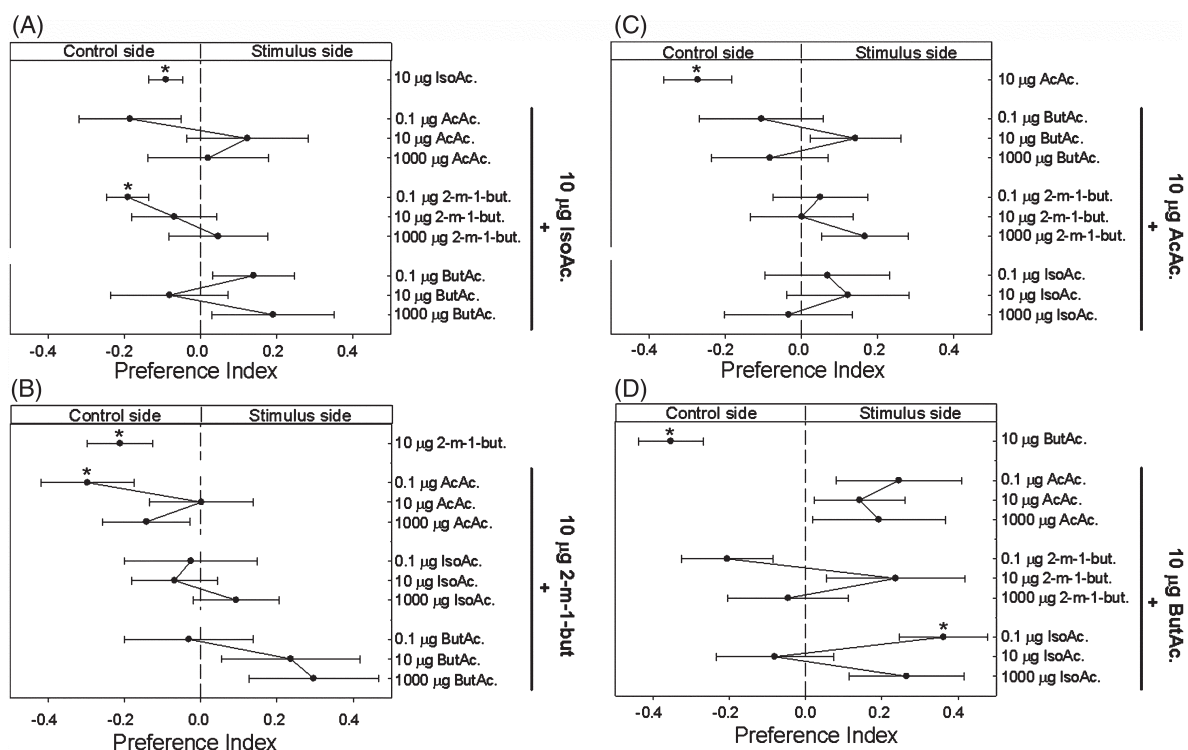 (A)
Control side Stimulus side
10 µg IsoAc.
*
0.1 µg AcAc.
10 µg AcAc.
1000 µg AcAc.
*
0.1 µg 2-m-1-but.
10 µg 2-m-1-but.
1000 µg 2-m-1-but.
0.1 µg ButAc.
10 µg ButAc.
1000 µg ButAc.
10 µg IsoAc.
+
-0.4 -0.2 0.0 0.2 0.4
Preference Index
(B)
Control side Stimulus side
*
10 µg 2-m-1-but.
*
0.1 µg AcAc.
10 µg AcAc.
1000 µg AcAc.
0.1 µg IsoAc.
10 µg IsoAc.
1000 µg IsoAc.
0.1 µg ButAc.
10 µg ButAc.
1000 µg ButAc.
10 µg 2-m-1-but
+
-0.4 -0.2 0.0 0.2 0.4
Preference Index
(C)
Control side Stimulus side
*
10 µg AcAc.
0.1 µg ButAc.
10 µg ButAc.
1000 µg ButAc.
0.1 µg 2-m-1-but.
10 µg 2-m-1-but.
1000 µg 2-m-1-but.
0.1 µg IsoAc.
10 µg IsoAc.
1000 µg IsoAc.
10 µg AcAc.
+
-0.4 -0.2 0.0 0.2 0.4
Preference Index
(D)
Control side Stimulus side
*
10 µg ButAc.
0.1 µg AcAc.
10 µg AcAc.
1000 µg AcAc.
0.1 µg 2-m-1-but.
10 µg 2-m-1-but.
1000 µg 2-m-1-but.
*
0.1 µg IsoAc.
10 µg IsoAc.
1000 µg IsoAc.
10 µg ButAc.
+
-0.4 -0.2 0.0 0.2 0.4
Preference Index